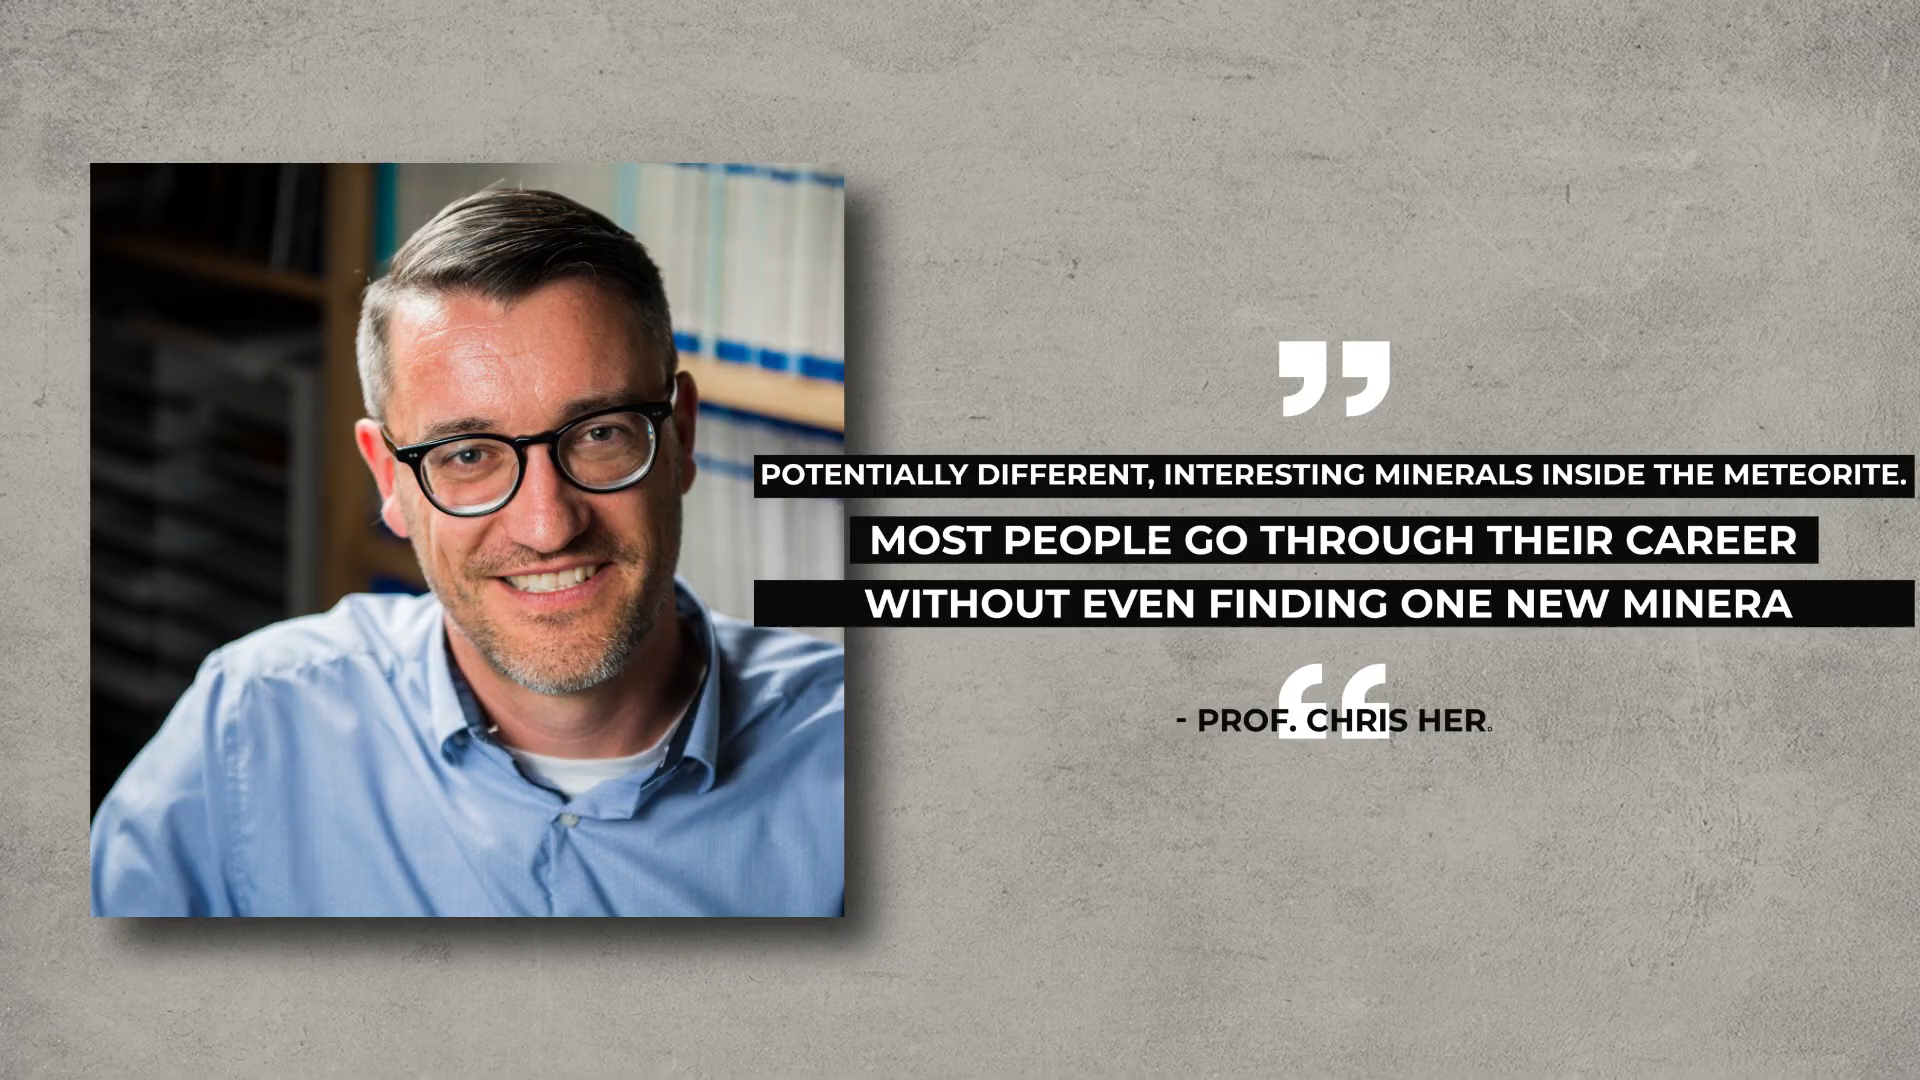 ”
POTENTIALLY DIFFERENT, INTERESTING MINERALS INSIDE THE METEORITE.
MOST PEOPLE GO THROUGH THEIR CAREER
WITHOUT EVEN FINDING ONE NEW MINERA
“
- PROF. CHRIS HER